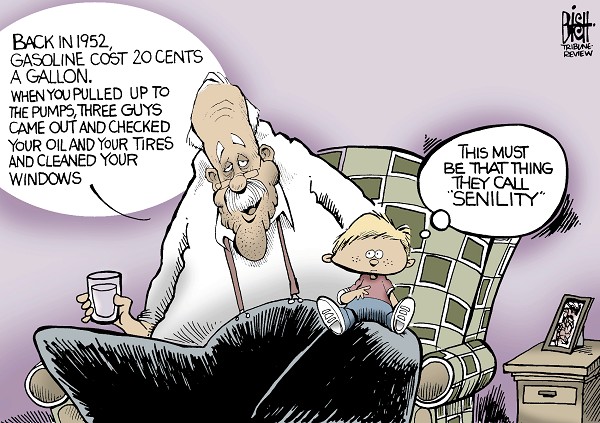 BACK IN 1952,
GASOLINE COST 20 CENTS
A GALLON.
WHEN YOU PULLED UP TO
THE PUMPS, THREE GUYS
CAME OUT AND CHECKED
YOUR OIL AND YOUR TIRES
AND CLEANED YOUR
WINDOWS
THIS MUST
BE THAT THING
THEY CALL
"SENILITY"
BISH
TRIBUNE-
REVIEW